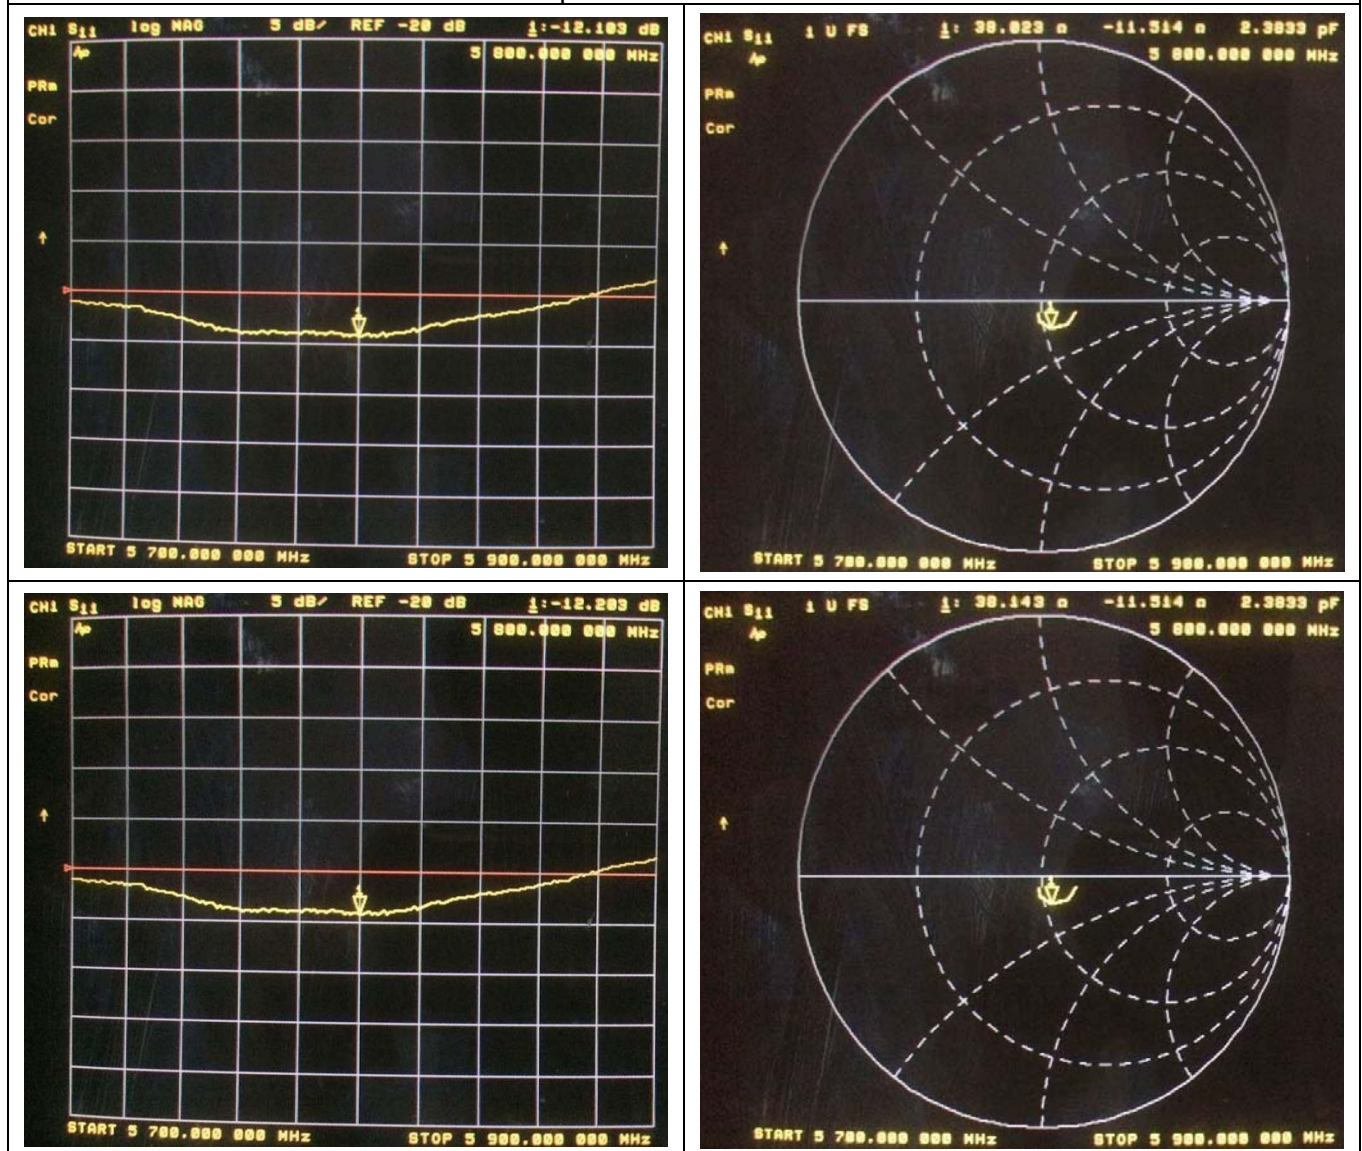 CH1 S11 log MAG 5 dB/ REF -20 dB 1:-12.103 dB
5 800.000 000 MHz
PRm
Cor
START 5 700.000 000 MHz STOP 5 900.000 000 MHz
CH1 S11 1 U FS 1: 38.023 Ω -11.514 Ω 2.3833 pF
5 800.000 000 MHz
PRm
Cor
START 5 700.000 000 MHz STOP 5 900.000 000 MHz
CH1 S11 log MAG 5 dB/ REF -20 dB 1:-12.203 dB
5 800.000 000 MHz
PRm
Cor
START 5 700.000 000 MHz STOP 5 900.000 000 MHz
CH1 S11 1 U FS 1: 38.143 Ω -11.514 Ω 2.3833 pF
5 800.000 000 MHz
PRm
Cor
START 5 700.000 000 MHz STOP 5 900.000 000 MHz